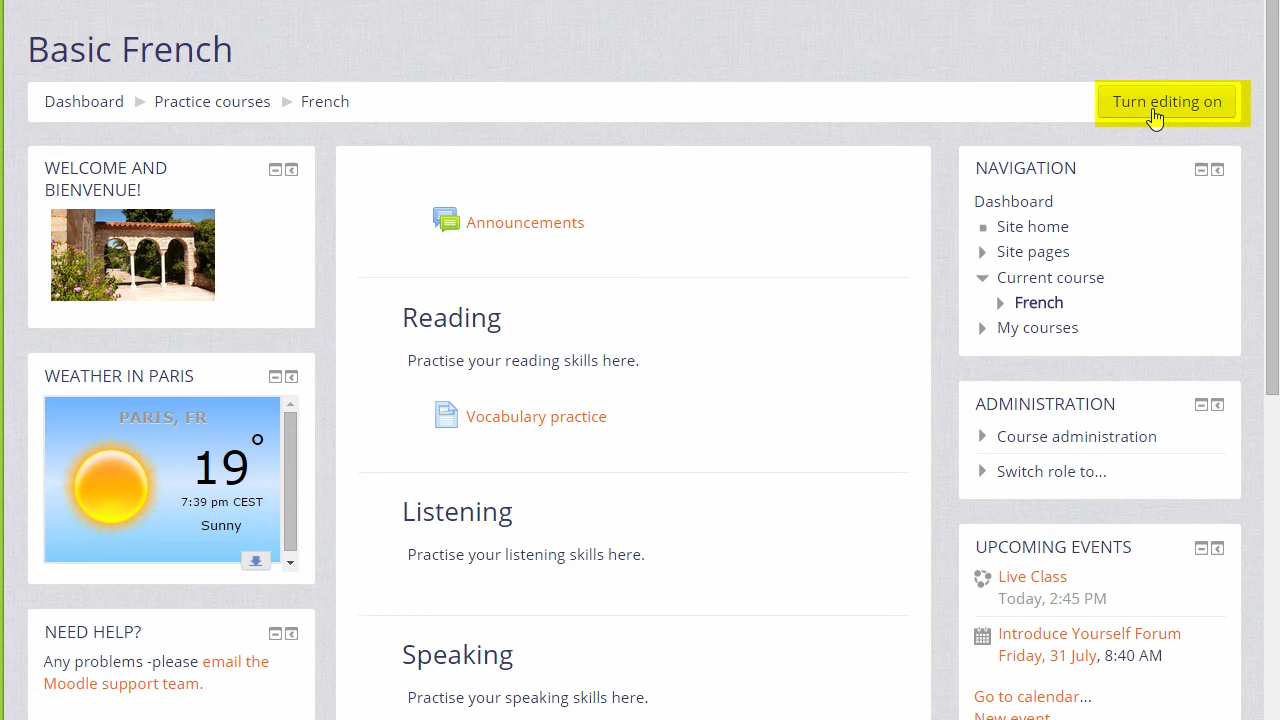 Basic French
Dashboard
Practice courses
French
Turn editing on
WELCOME AND
BIENVENUE!
WEATHER IN PARIS
PARIS, FR
19°
7:39 pm CEST
Sunny
NEED HELP?
Any problems -please email the
Moodle support team.
Announcements
Reading
Practise your reading skills here.
Vocabulary practice
Listening
Practise your listening skills here.
Speaking
Practise your speaking skills here.
NAVIGATION
Dashboard
Site home
Site pages
Current course
French
My courses
ADMINISTRATION
Course administration
Switch role to...
UPCOMING EVENTS
Live Class
Today, 2:45 PM
Introduce Yourself Forum
Friday, 31 July, 8:40 AM
Go to calendar...
New event